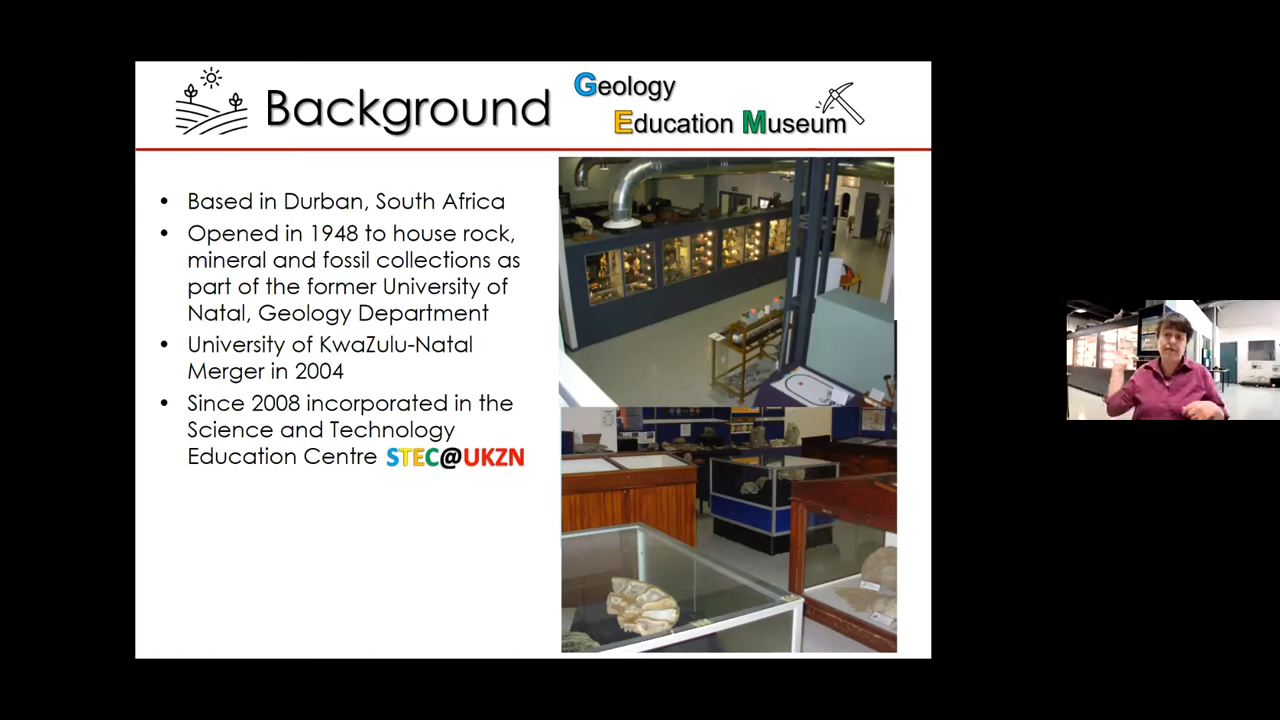 Background
Geology
Education Museum
• Based in Durban, South Africa
• Opened in 1948 to house rock,
mineral and fossil collections as
part of the former University of
Natal, Geology Department
• University of KwaZulu-Natal
Merger in 2004
• Since 2008 incorporated in the
Science and Technology
Education Centre STEC@UKZN